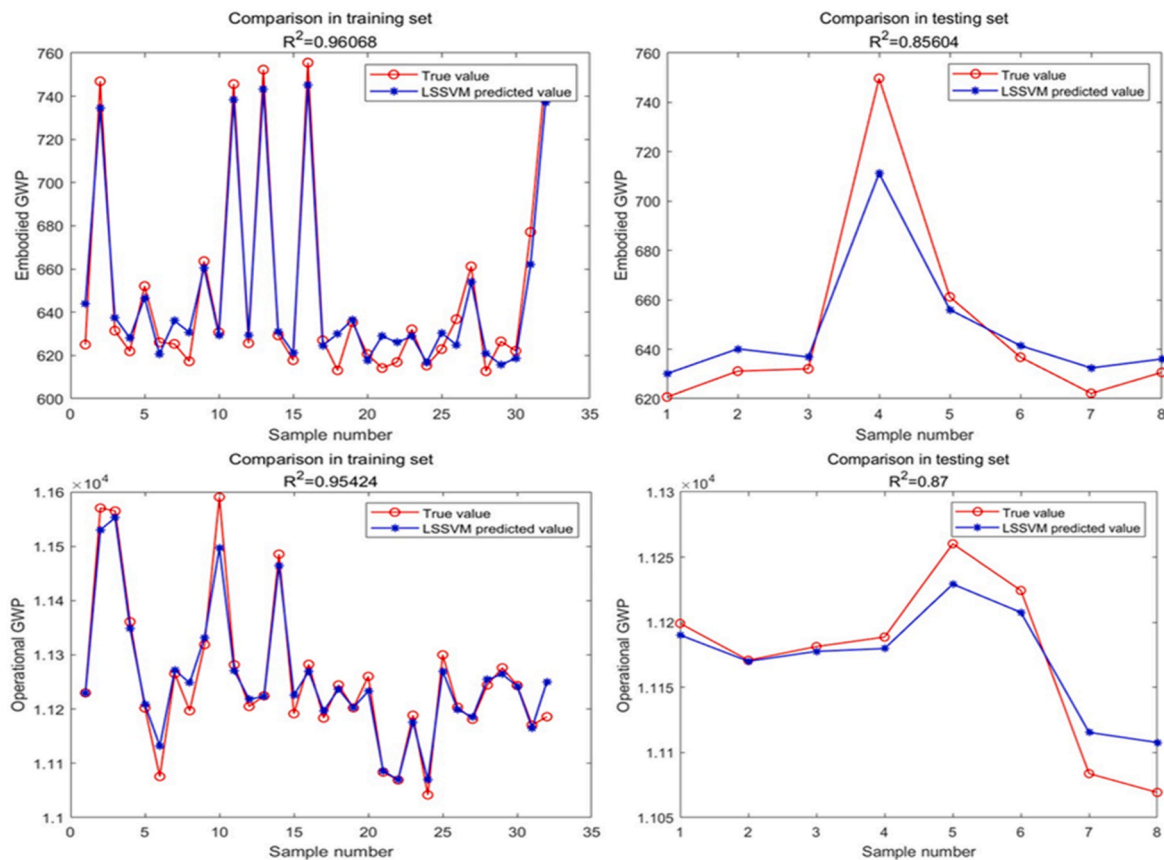 Comparison in training set
R²=0.96068
True value
LSSVM predicted value
760
740
720
700
680
660
640
620
600
Embodied GWP
0 5 10 15 20 25 30 35
Sample number
Comparison in testing set
R²=0.85604
True value
LSSVM predicted value
760
740
720
700
680
660
640
620
Embodied GWP
1 2 3 4 5 6 7 8
Sample number
Comparison in training set
R²=0.95424
×10⁴
True value
LSSVM predicted value
1.16
1.15
1.14
1.13
1.12
1.11
1.1
Operational GWP
0 5 10 15 20 25 30 35
Sample number
Comparison in testing set
R²=0.87
×10⁴
True value
LSSVM predicted value
1.13
1.125
1.12
1.115
1.11
1.105
Operational GWP
1 2 3 4 5 6 7 8
Sample number